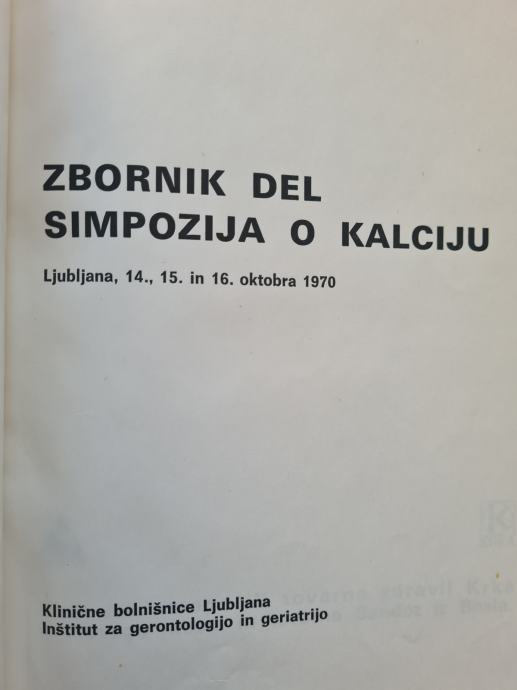 ZBORNIK DEL
SIMPOZIJA O KALCIJU
Ljubljana, 14., 15. in 16. oktobra 1970
Klinične bolnišnice Ljubljana
Inštitut za gerontologijo in geriatrijo